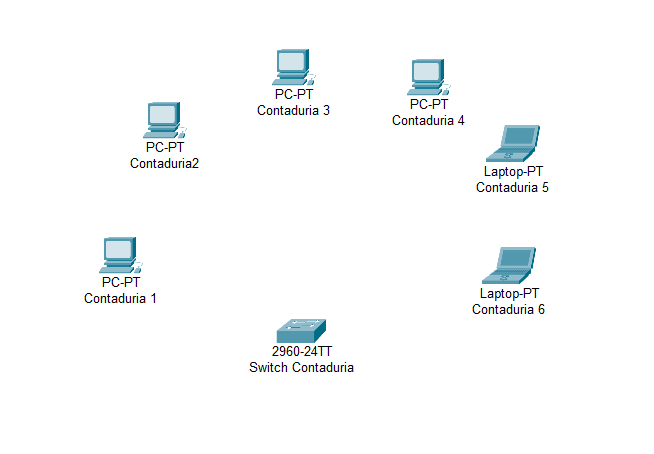 PC-PT
Contaduria 3
PC-PT
Contaduria 4
PC-PT
Contaduria2
Laptop-PT
Contaduria 5
PC-PT
Contaduria 1
Laptop-PT
Contaduria 6
2960-24TT
Switch Contaduria